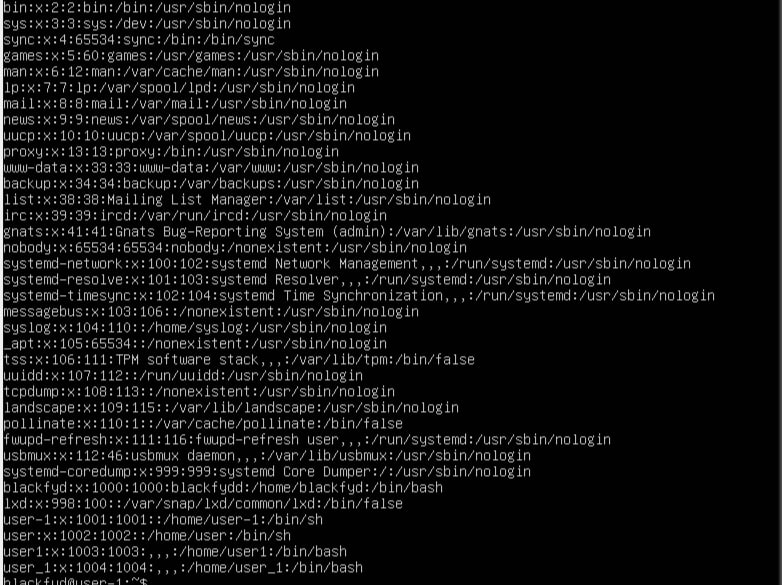 bin:x:2:2:bin:/bin:/usr/sbin/nologin
sys:x:3:3:sys:/dev:/usr/sbin/nologin
sync:x:4:65534:sync:/bin:/bin/sync
games:x:5:60:games:/usr/games:/usr/sbin/nologin
man:x:6:12:man:/var/cache/man:/usr/sbin/nologin
lp:x:7:7:lp:/var/spool/lpd:/usr/sbin/nologin
mail:x:8:8:mail:/var/mail:/usr/sbin/nologin
news:x:9:9:news:/var/spool/news:/usr/sbin/nologin
uucp:x:10:10:uucp:/var/spool/uucp:/usr/sbin/nologin
proxy:x:13:13:proxy:/bin:/usr/sbin/nologin
www-data:x:33:33:www-data:/var/www:/usr/sbin/nologin
backup:x:34:34:backup:/var/backups:/usr/sbin/nologin
list:x:38:38:Mailing List Manager:/var/list:/usr/sbin/nologin
irc:x:39:39:ircd:/var/run/ircd:/usr/sbin/nologin
gnats:x:41:41:Gnats Bug-Reporting System (admin):/var/lib/gnats:/usr/sbin/nologin
nobody:x:65534:65534:nobody:/nonexistent:/usr/sbin/nologin
systemd-network:x:100:102:systemd Network Management,,,:/run/systemd:/usr/sbin/nologin
systemd-resolve:x:101:103:systemd Resolver,,,:/run/systemd:/usr/sbin/nologin
systemd-timesync:x:102:104:systemd Time Synchronization,,,:/run/systemd:/usr/sbin/nologin
messagebus:x:103:106::/nonexistent:/usr/sbin/nologin
syslog:x:104:110::/home/syslog:/usr/sbin/nologin
_apt:x:105:65534::/nonexistent:/usr/sbin/nologin
tss:x:106:111:TPM software stack,,,:/var/lib/tpm:/bin/false
uuidd:x:107:112::/run/uuidd:/usr/sbin/nologin
tcpdump:x:108:113::/nonexistent:/usr/sbin/nologin
landscape:x:109:115::/var/lib/landscape:/usr/sbin/nologin
pollinate:x:110:1::/var/cache/pollinate:/bin/false
fwupd-refresh:x:111:116:fwupd-refresh user,,,:/run/systemd:/usr/sbin/nologin
usbmux:x:112:46:usbmux daemon,,,:/var/lib/usbmux:/usr/sbin/nologin
systemd-coredump:x:999:999:systemd Core Dumper:/:/usr/sbin/nologin
blackfyd:x:1000:1000:blackfydd:/home/blackfyd:/bin/bash
lxd:x:998:100::/var/snap/lxd/common/lxd:/bin/false
user-1:x:1001:1001::/home/user-1:/bin/sh
user:x:1002:1002::/home/user:/bin/sh
user1:x:1003:1003:,,,:/home/user1:/bin/bash
user_1:x:1004:1004:,,,:/home/user_1:/bin/bash
blackfyd@user-1:~$